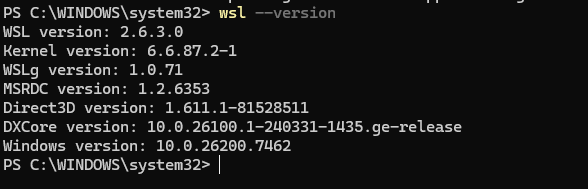 PS C:\WINDOWS\system32> wsl --version
WSL version: 2.6.3.0
Kernel version: 6.6.87.2-1
WSLg version: 1.0.71
MSRDC version: 1.2.6353
Direct3D version: 1.611.1-81528511
DXCore version: 10.0.26100.1-240331-1435.ge-release
Windows version: 10.0.26200.7462
PS C:\WINDOWS\system32>